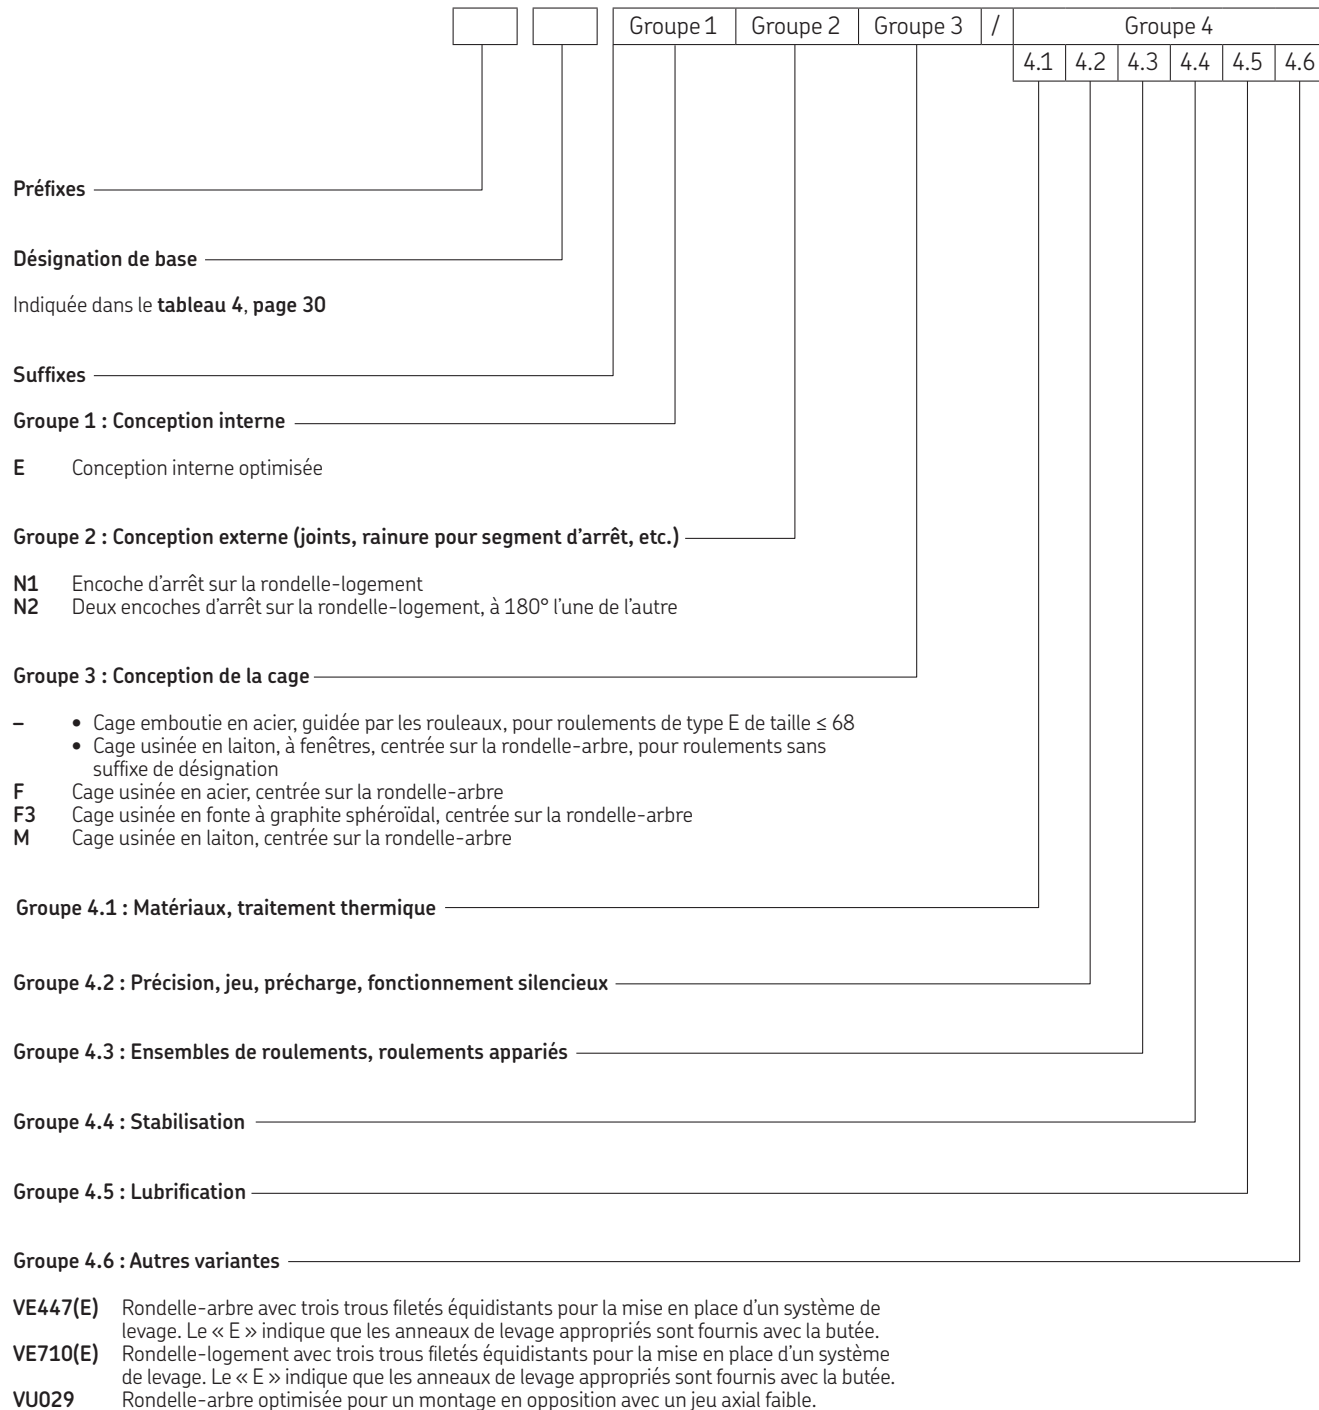 Groupe 1 Groupe 2 Groupe 3 / Groupe 4
4.1 4.2 4.3 4.4 4.5 4.6
Préfixes
Désignation de base
Indiquée dans le tableau 4, page 30
Suffixes
Groupe 1 : Conception interne
E Conception interne optimisée
Groupe 2 : Conception externe (joints, rainure pour segment d’arrêt, etc.)
N1 Encoche d’arrêt sur la rondelle-logement
N2 Deux encoches d’arrêt sur la rondelle-logement, à 180° l’une de l’autre
Groupe 3 : Conception de la cage
– • Cage emboutie en acier, guidée par les rouleaux, pour roulements de type E de taille ≤ 68
• Cage usinée en laiton, à fenêtres, centrée sur la rondelle-arbre, pour roulements sans
suffixe de désignation
F Cage usinée en acier, centrée sur la rondelle-arbre
F3 Cage usinée en fonte à graphite sphéroïdal, centrée sur la rondelle-arbre
M Cage usinée en laiton, centrée sur la rondelle-arbre
Groupe 4.1 : Matériaux, traitement thermique
Groupe 4.2 : Précision, jeu, précharge, fonctionnement silencieux
Groupe 4.3 : Ensembles de roulements, roulements appariés
Groupe 4.4 : Stabilisation
Groupe 4.5 : Lubrification
Groupe 4.6 : Autres variantes
VE447(E) Rondelle-arbre avec trois trous filetés équidistants pour la mise en place d’un système de
levage. Le « E » indique que les anneaux de levage appropriés sont fournis avec la butée.
VE710(E) Rondelle-logement avec trois trous filetés équidistants pour la mise en place d’un système
de levage. Le « E » indique que les anneaux de levage appropriés sont fournis avec la butée.
VU029 Rondelle-arbre optimisée pour un montage en opposition avec un jeu axial faible.